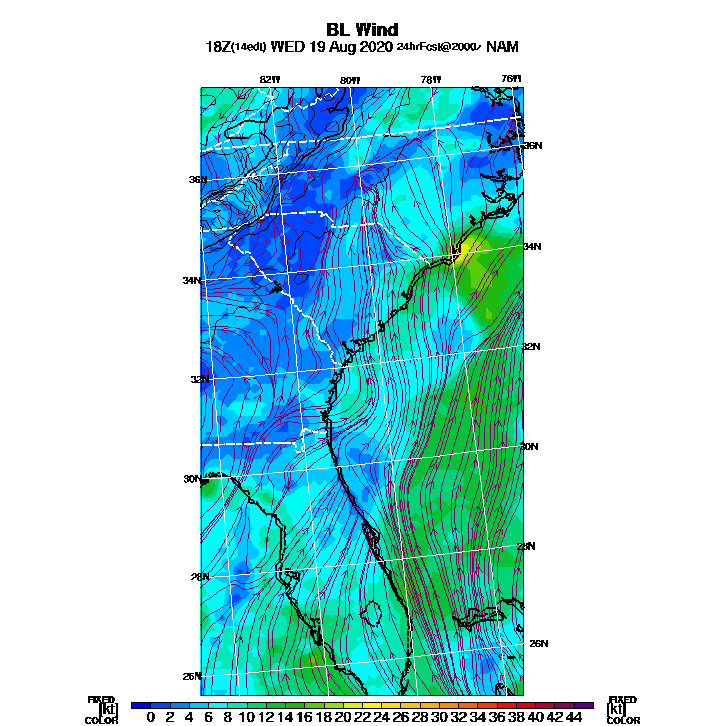 BL Wind
18Z(14edt) WED 19 Aug 2020 24hrFcst@2000z NAM
82W 80W 78W 76W
36N
36N
34N
34N
32N
32N
30N
30N
28N
28N
26N
26N
FIXED FIXED
[kt] 0 2 4 6 8 10 12 14 16 18 20 22 24 26 28 30 32 34 36 38 40 42 44 [kt]
COLOR COLOR